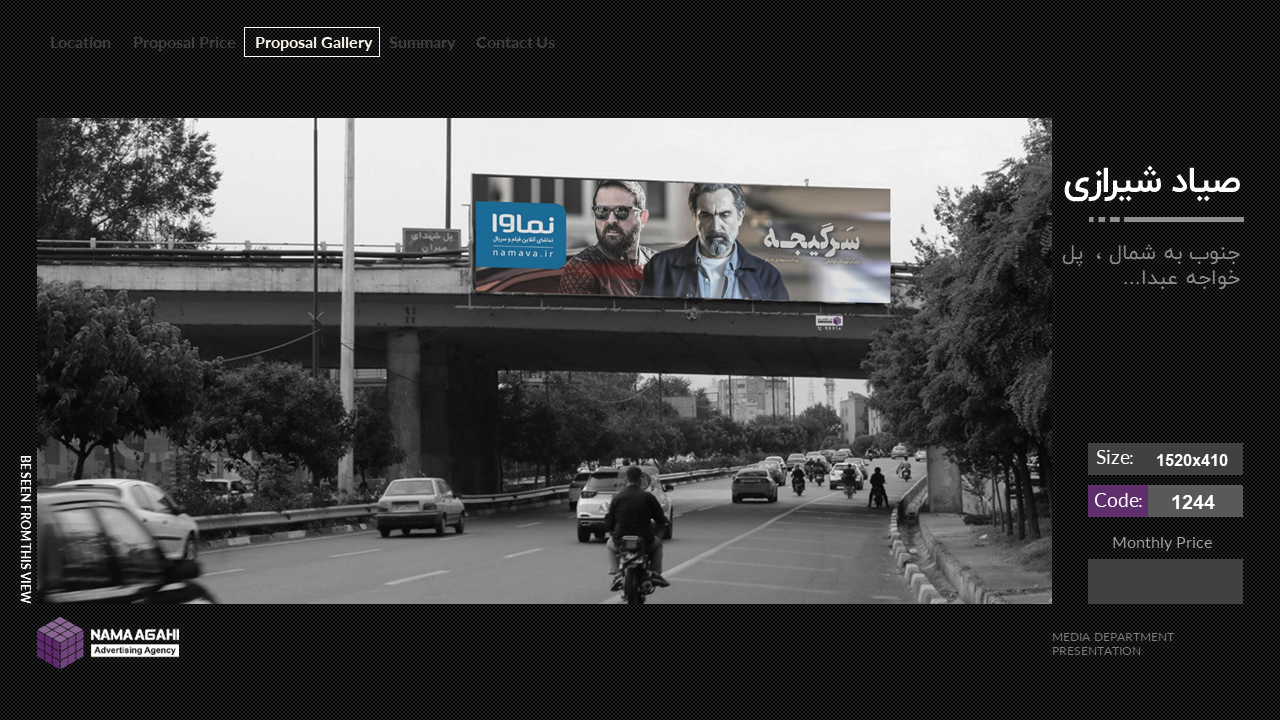 Location
Proposal Price
Proposal Gallery
Summary
Contact Us
صیاد شیرازی
جنوب به شمال ، پل
خواجه عبدا...
پل شهدای
میران
نماوا
تماشای آنلاین فیلم و سریال
namava.ir
سرگیجه
Size: 1520x410
Code: 1244
Monthly Price
BE SEEN FROM THIS VIEW
NAMA AGAHI
Advertising Agency
MEDIA DEPARTMENT
PRESENTATION